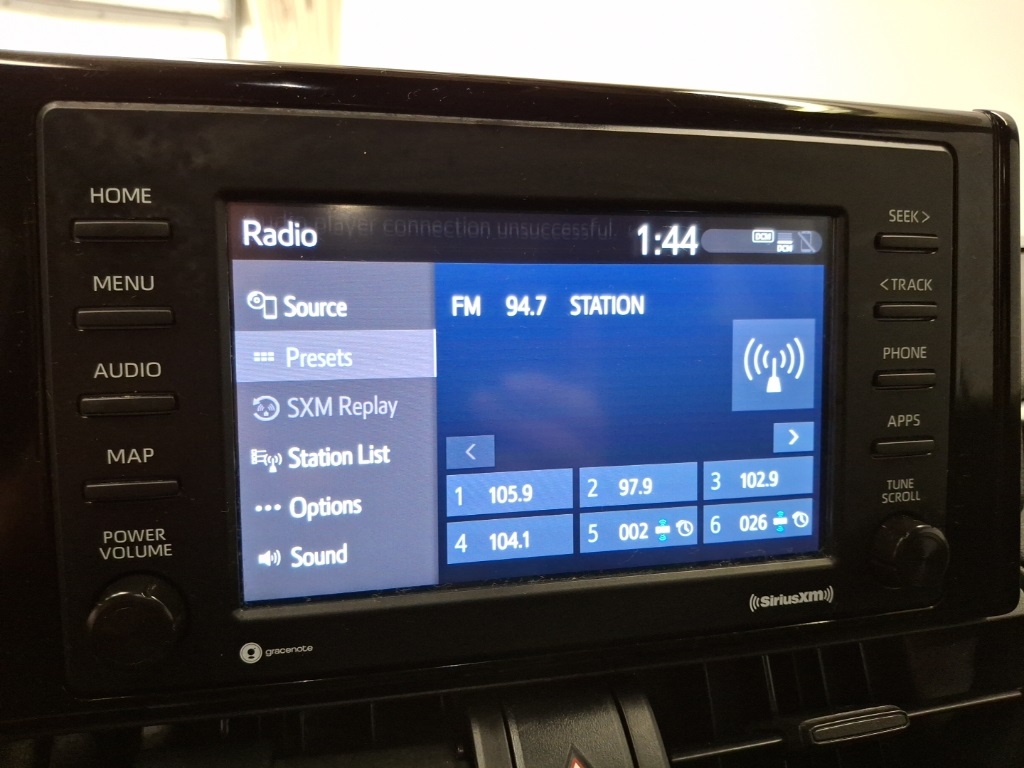 HOME
MENU
AUDIO
MAP
POWER
VOLUME
Radio
player connection unsuccessful.
1:44
DCM
DCM
Source
Presets
SXM Replay
Station List
Options
Sound
FM 94.7 STATION
<
>
1 105.9
2 97.9
3 102.9
4 104.1
5 002
6 026
SEEK >
< TRACK
PHONE
APPS
TUNE
SCROLL
gracenote
((SiriusXM))